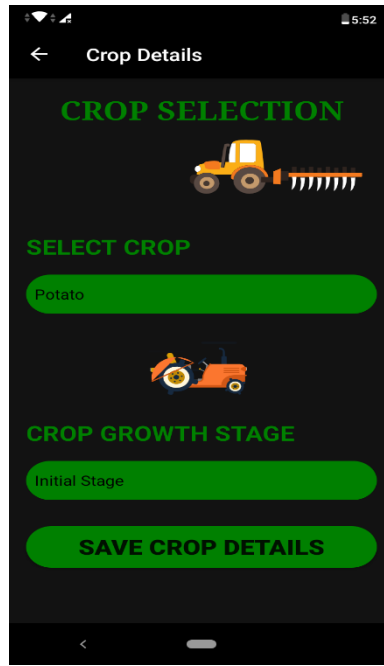 5:52
Crop Details
CROP SELECTION
SELECT CROP
Potato
CROP GROWTH STAGE
Initial Stage
SAVE CROP DETAILS